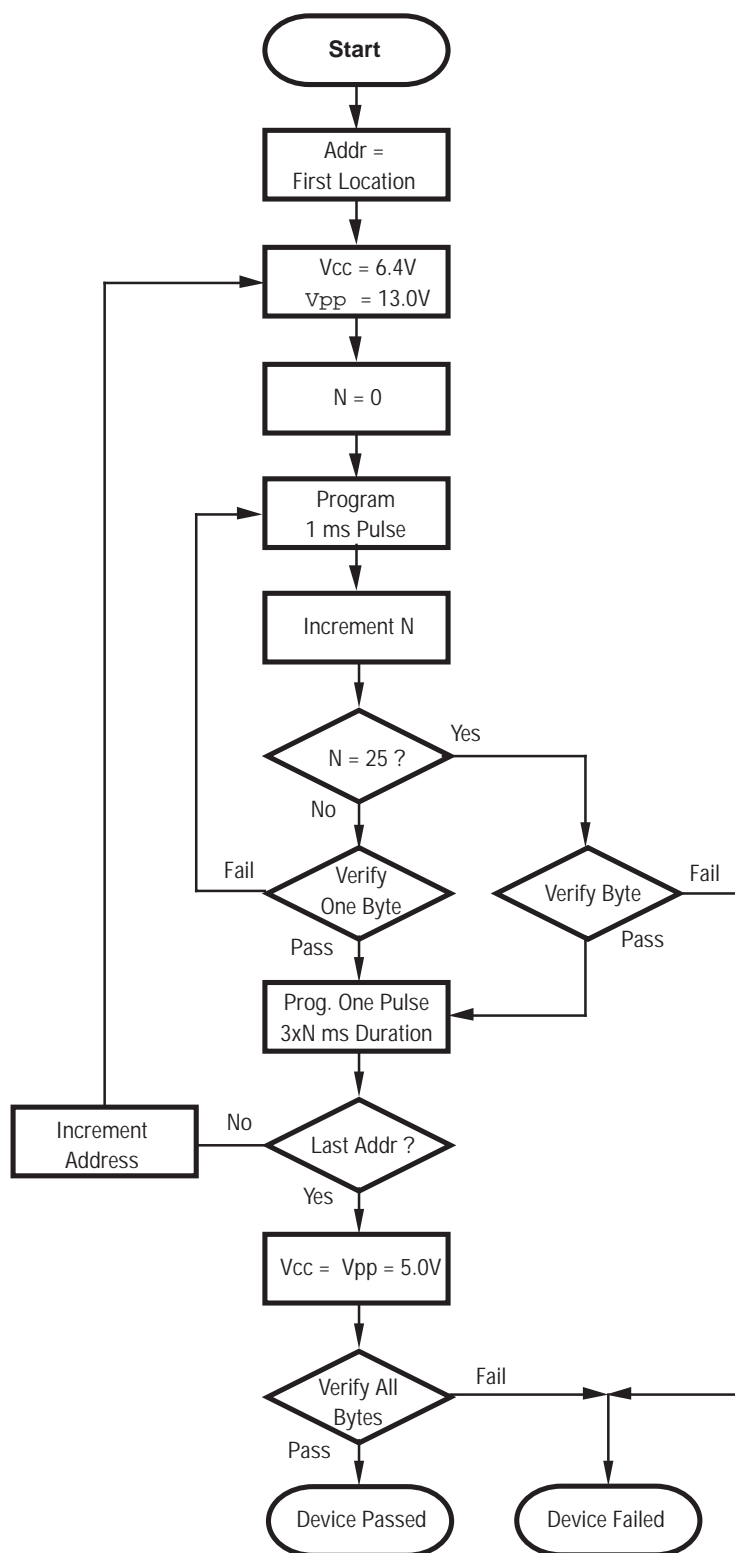 Start
Addr =
First Location
Vcc = 6.4V
Vpp = 13.0V
N = 0
Program
1 ms Pulse
Increment N
N = 25 ?
Yes
No
Fail
Verify
One Byte
Verify Byte
Fail
Pass
Pass
Prog. One Pulse
3xN ms Duration
Increment
Address
No
Last Addr ?
Yes
Vcc = Vpp = 5.0V
Verify All
Bytes
Fail
Pass
Device Passed
Device Failed